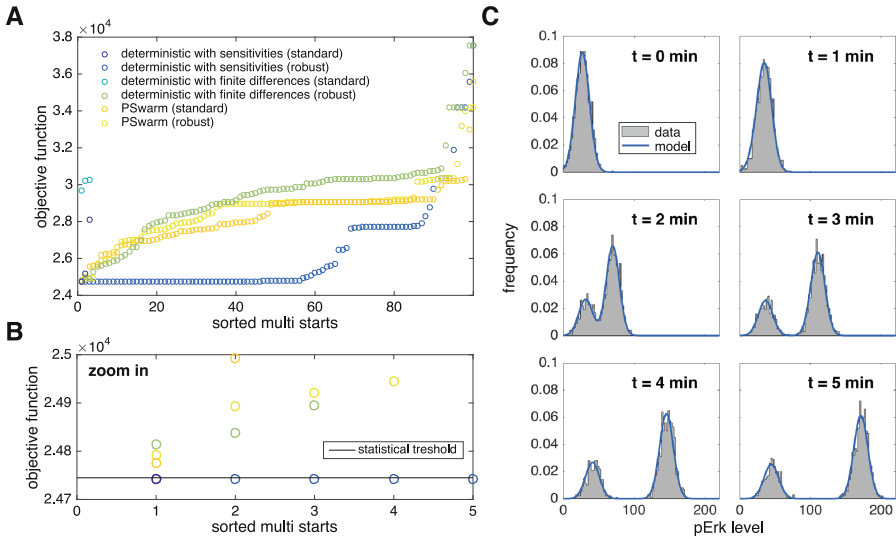 A
× 10⁴
3.8
3.6
3.4
3.2
3
2.8
2.6
2.4
objective function
deterministic with sensitivities (standard)
deterministic with sensitivities (robust)
deterministic with finite differences (standard)
deterministic with finite differences (robust)
PSwarm (standard)
PSwarm (robust)
0
20
40
60
80
sorted multi starts
B
× 10⁴
zoom in
2.5
2.49
2.48
2.47
objective function
statistical treshold
0
1
2
3
4
5
sorted multi starts
C
0.1
0.08
0.06
0.04
0.02
0
t = 0 min
data
model
t = 1 min
0.1
0.08
0.06
0.04
0.02
0
t = 2 min
t = 3 min
frequency
0.1
0.08
0.06
0.04
0.02
0
t = 4 min
t = 5 min
0
100
200
0
100
200
pErk level